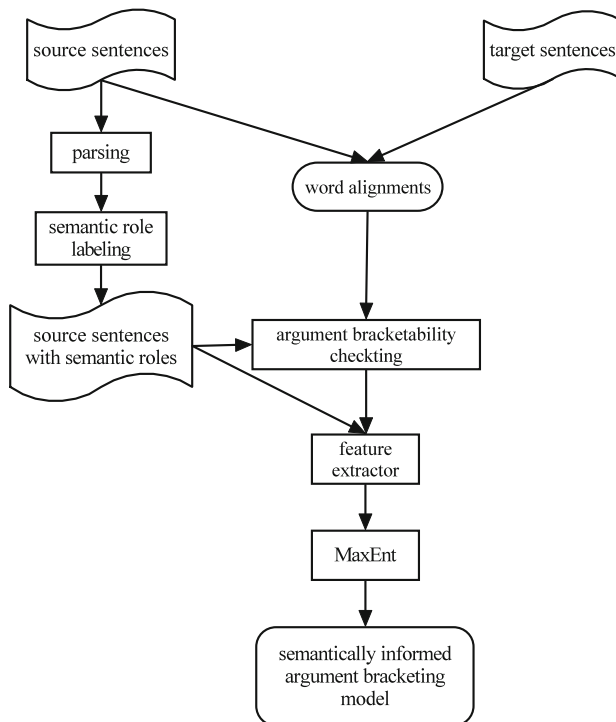 source sentences
target sentences
parsing
word alignments
semantic role
labeling
source sentences
with semantic roles
argument bracketability
checkting
feature
extractor
MaxEnt
semantically informed
argument bracketing
model